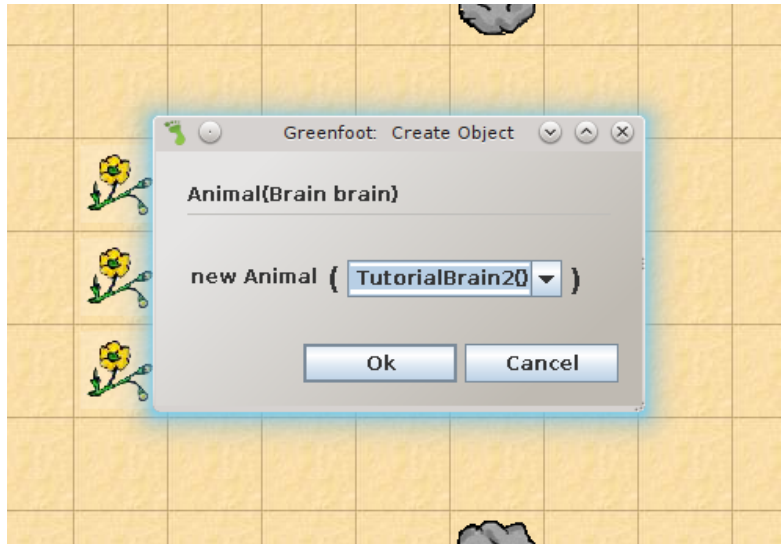 Greenfoot: Create Object
Animal(Brain brain)
new Animal ( TutorialBrain2() )
Ok Cancel